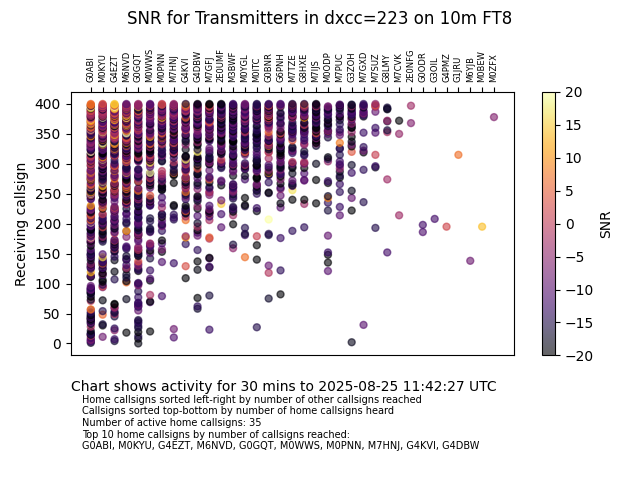 SNR for Transmitters in dxcc=223 on 10m FT8
G0ABI M0KYU G4EZT M6NVD G0GQT M0WWS M0PNN M7HNJ G4KVI G4DBW M7GFJ 2E0UMF M3BWF M0YGL M0ITC G0BNR G6PNH M7TZE G8HXE M7IJS M0ODP M7PUC G3ZOH M7GXD M7SUZ G8LMY M7CVK 2E0NFG G0ODR G3OIL G4PMZ G1JRU M6YJB M0BEW M0ZFX
400
350
300
250
200
150
100
50
0
Receiving callsign
20
15
10
5
0
−5
−10
−15
−20
SNR
Chart shows activity for 30 mins to 2025-08-25 11:42:27 UTC
Home callsigns sorted left-right by number of other callsigns reached
Callsigns sorted top-bottom by number of home callsigns heard
Number of active home callsigns: 35
Top 10 home callsigns by number of callsigns reached:
G0ABI, M0KYU, G4EZT, M6NVD, G0GQT, M0WWS, M0PNN, M7HNJ, G4KVI, G4DBW